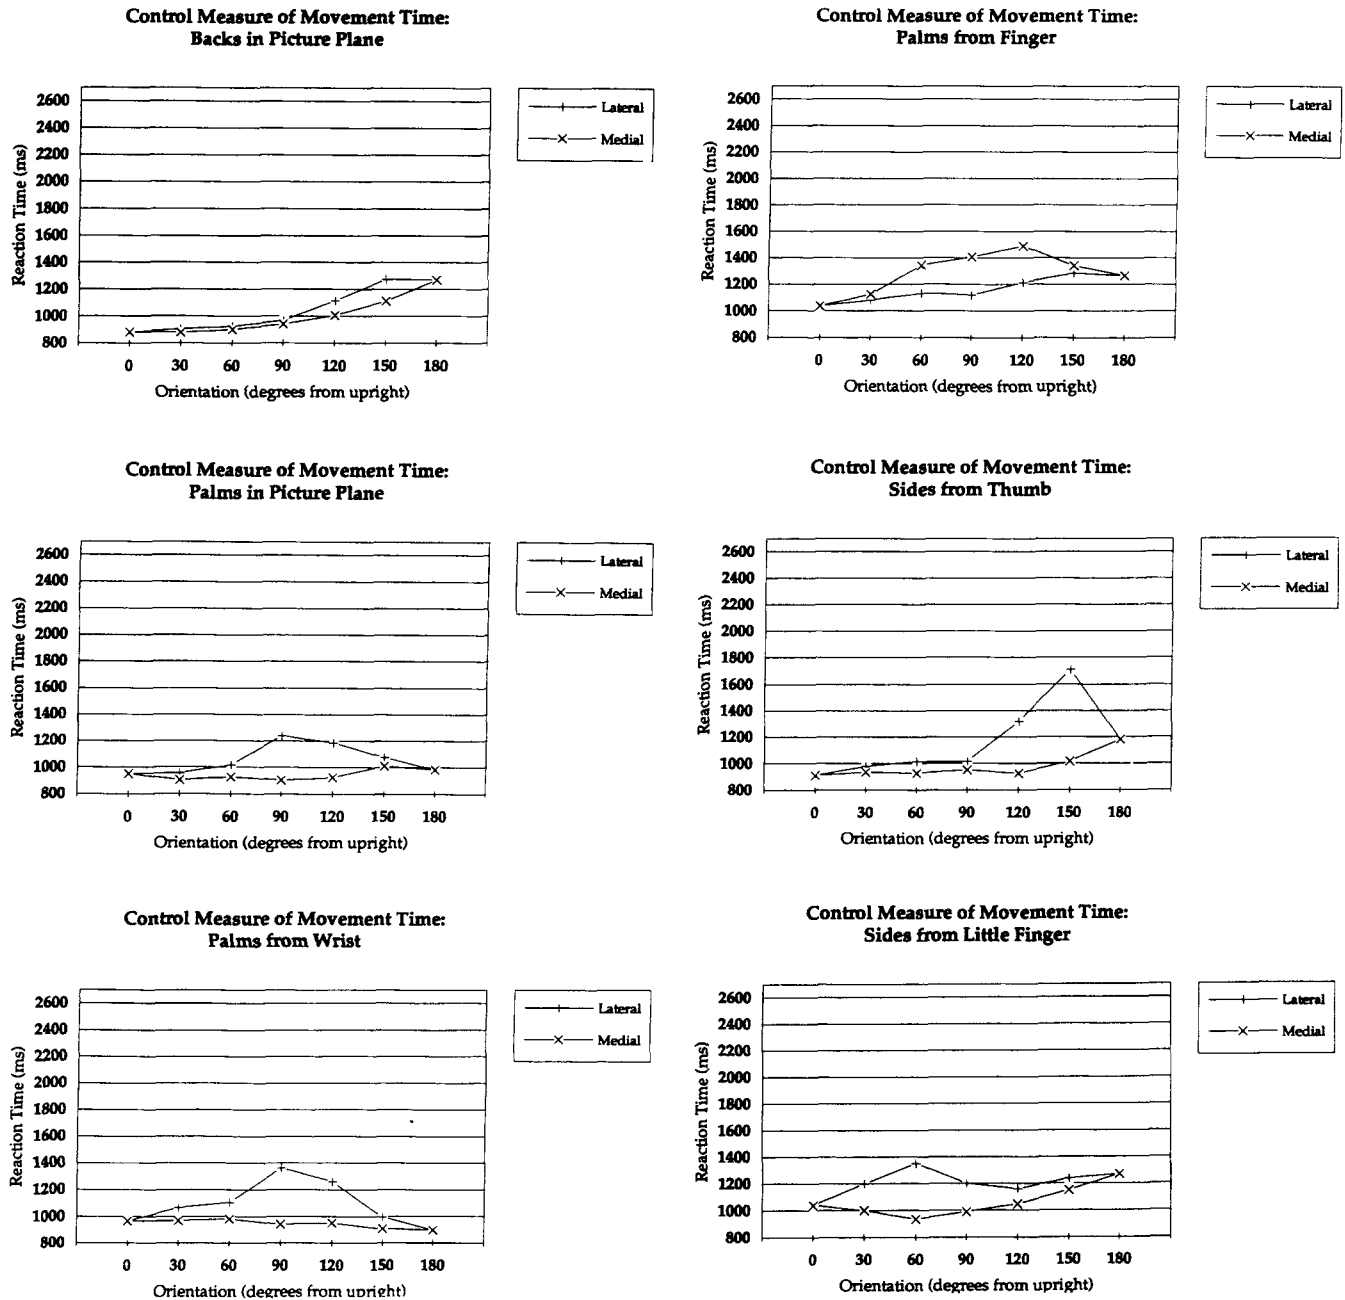 Control Measure of Movement Time:
Backs in Picture Plane
Reaction Time (ms)
2600
2400
2200
2000
1800
1600
1400
1200
1000
800
0 30 60 90 120 150 180
Orientation (degrees from upright)
Lateral
Medial
Control Measure of Movement Time:
Palms from Finger
Reaction Time (ms)
2600
2400
2200
2000
1800
1600
1400
1200
1000
800
0 30 60 90 120 150 180
Orientation (degrees from upright)
Lateral
Medial
Control Measure of Movement Time:
Palms in Picture Plane
Reaction Time (ms)
2600
2400
2200
2000
1800
1600
1400
1200
1000
800
0 30 60 90 120 150 180
Orientation (degrees from upright)
Lateral
Medial
Control Measure of Movement Time:
Sides from Thumb
Reaction Time (ms)
2600
2400
2200
2000
1800
1600
1400
1200
1000
800
0 30 60 90 120 150 180
Orientation (degrees from upright)
Lateral
Medial
Control Measure of Movement Time:
Palms from Wrist
Reaction Time (ms)
2600
2400
2200
2000
1800
1600
1400
1200
1000
800
0 30 60 90 120 150 180
Orientation (degrees from upright)
Lateral
Medial
Control Measure of Movement Time:
Sides from Little Finger
Reaction Time (ms)
2600
2400
2200
2000
1800
1600
1400
1200
1000
800
0 30 60 90 120 150 180
Orientation (degrees from upright)
Lateral
Medial